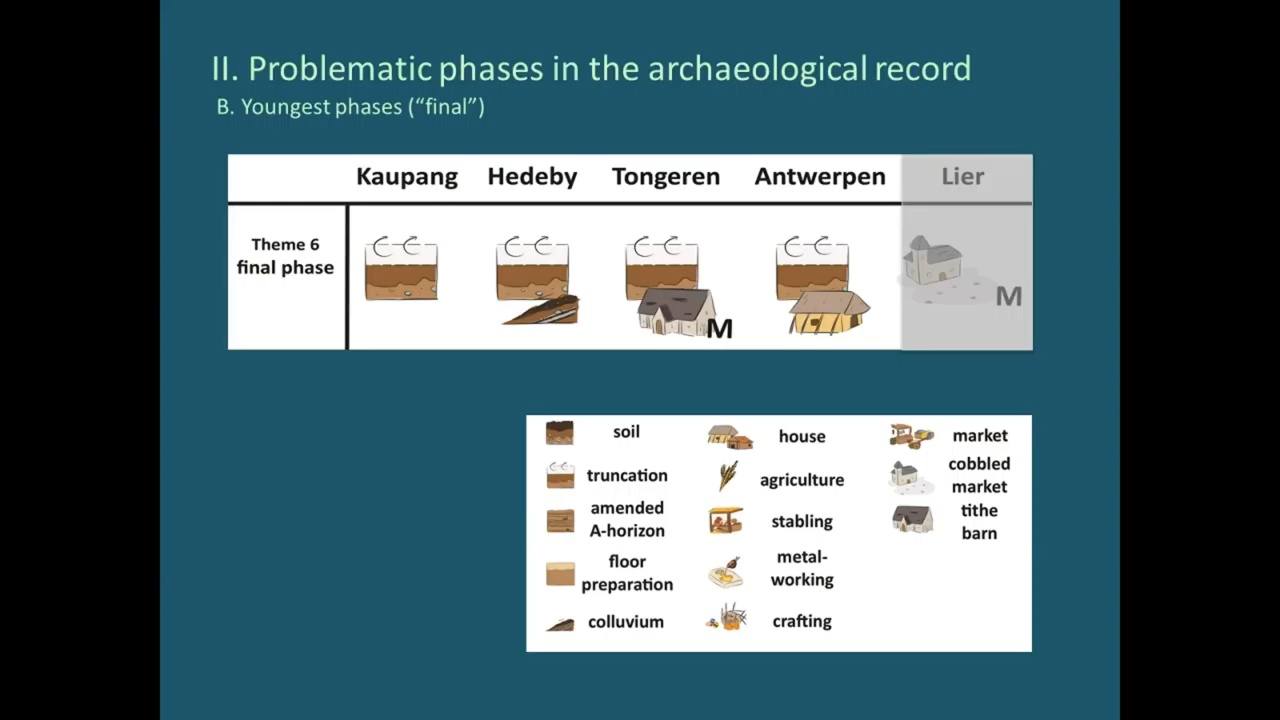 II. Problematic phases in the archaeological record
B. Youngest phases (“final”)
Kaupang Hedeby Tongeren Antwerpen Lier
Theme 6
final phase
M
M
soil
truncation
amended
A-horizon
floor
preparation
colluvium
house
agriculture
stabling
metal-
working
crafting
market
cobbled
market
tithe
barn